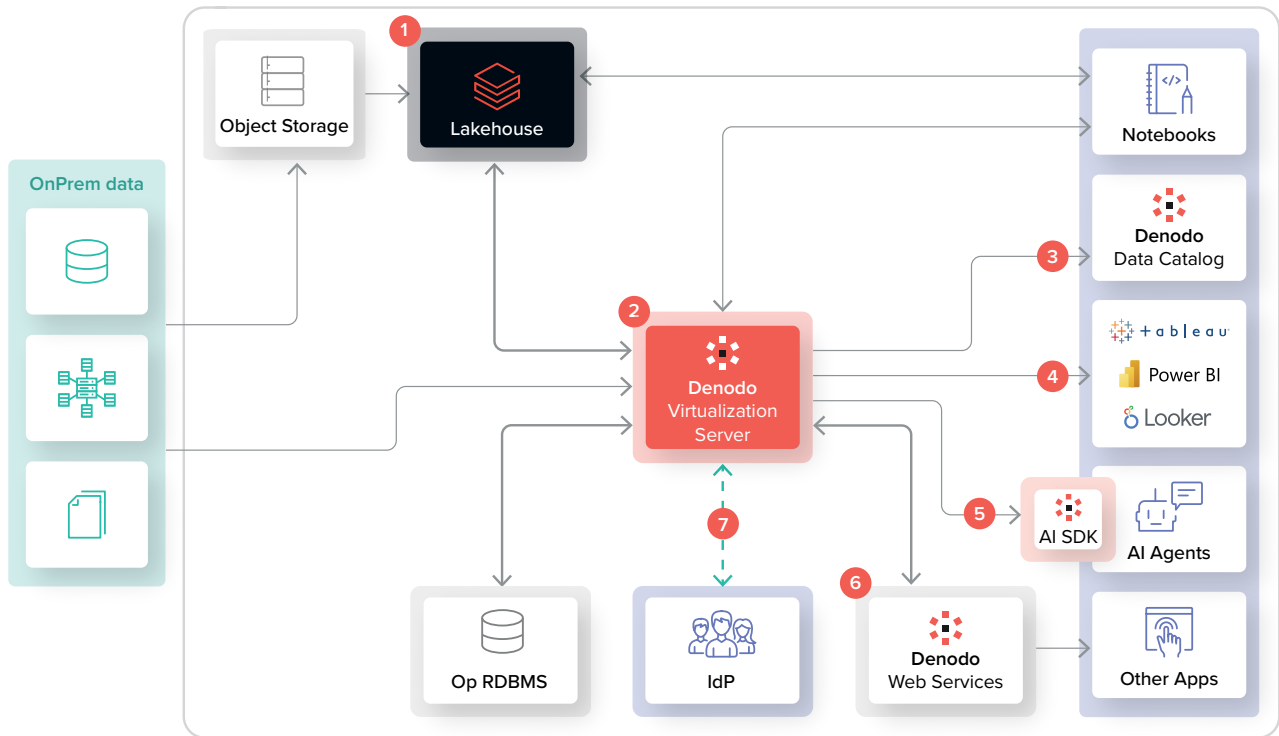 1
Object Storage
Lakehouse
</>
Notebooks
OnPrem data
Denodo
Data Catalog
3
2
Denodo
Virtualization
Server
+ a b l e a u
4
Power BI
Looker
5
AI SDK
AI Agents
7
6
Op RDBMS
IdP
Denodo
Web Services
Other Apps